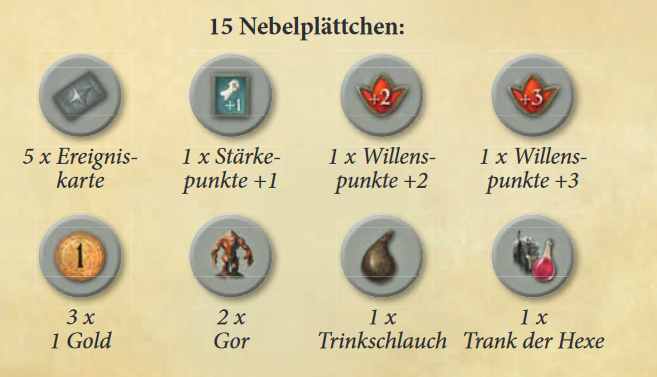 15 Nebelplättchen:
+1
+2
+3
5 x Ereignis-
karte
1 x Stärke-
punkte +1
1 x Willens-
punkte +2
1 x Willens-
punkte +3
1
3 x
1 Gold
2 x
Gor
1 x
Trinkschlauch
1 x
Trank der Hexe